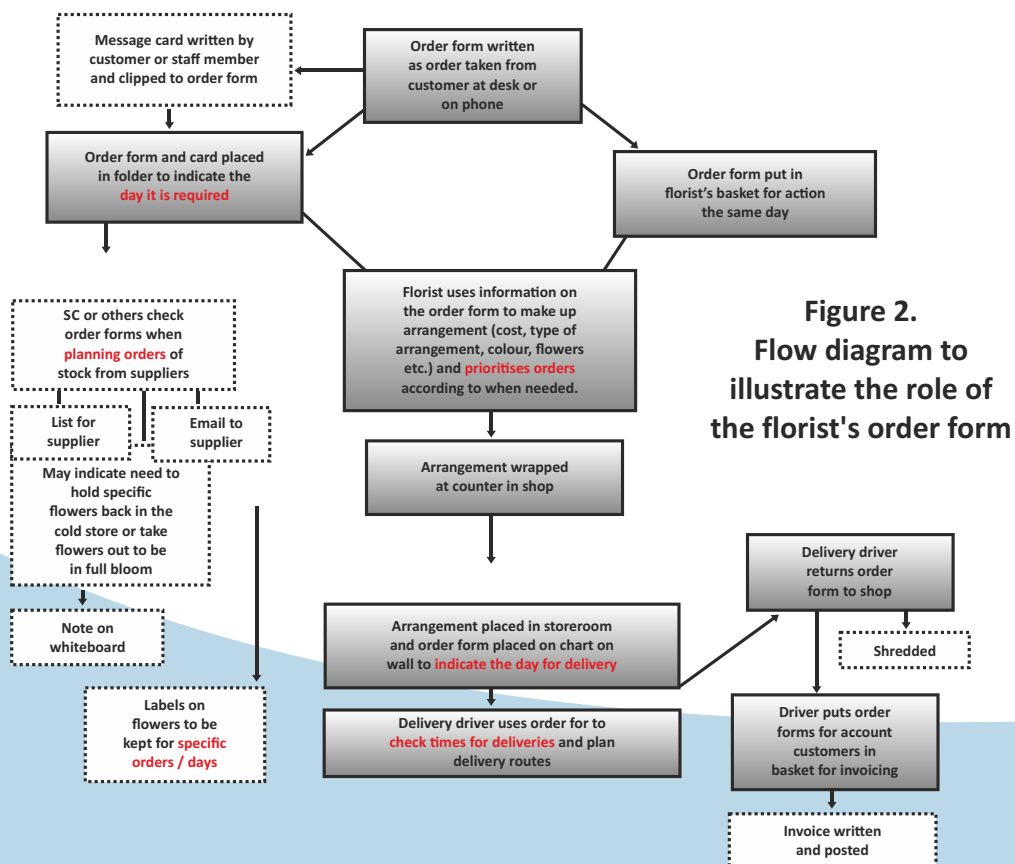 Message card written by
customer or staff member
and clipped to order form
Order form written
as order taken from
customer at desk or
on phone
Order form and card placed
in folder to indicate the
day it is required
Order form put in
florist's basket for action
the same day
SC or others check
order forms when
planning orders of
stock from suppliers
Florist uses information on
the order form to make up
arrangement (cost, type of
arrangement, colour, flowers
etc.) and prioritises orders
according to when needed.
Figure 2.
Flow diagram to
illustrate the role of
the florist's order form
List for
supplier
Email to
supplier
May indicate need to
hold specific
flowers back in the
cold store or take
flowers out to be
in full bloom
Arrangement wrapped
at counter in shop
Note on
whiteboard
Arrangement placed in storeroom
and order form placed on chart on
wall to indicate the day for delivery
Delivery driver
returns order
form to shop
Shredded
Labels on
flowers to be
kept for specific
orders / days
Delivery driver uses order for to
check times for deliveries and plan
delivery routes
Driver puts order
forms for account
customers in
basket for invoicing
Invoice written
and posted